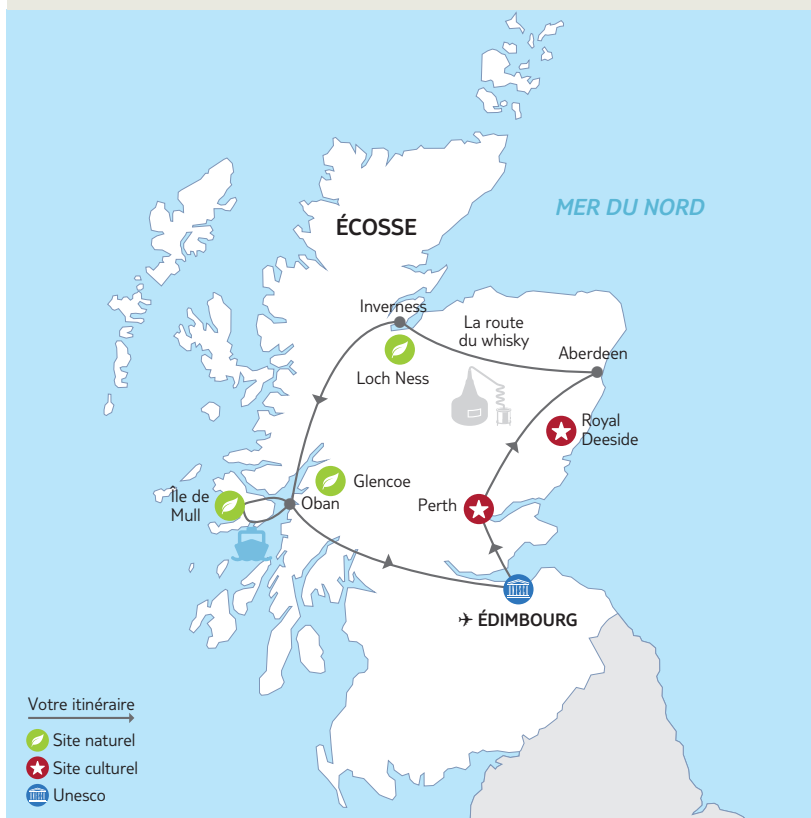 MER DU NORD
ÉCOSSE
Inverness
La route
du whisky
Aberdeen
Loch Ness
Royal
Deeside
Glencoe
Île de
Mull
Oban
Perth
ÉDIMBOURG
Votre itinéraire
Site naturel
Site culturel
Unesco